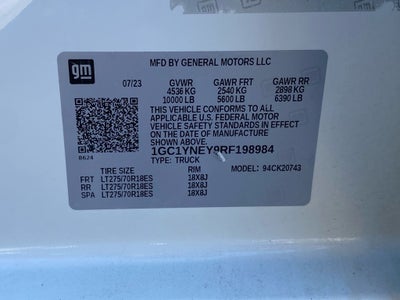 gm
MFD BY GENERAL MOTORS LLC
07/23 GVWR GAWR FRT GAWR RR
4536 KG 2540 KG 2898 KG
10000 LB 5600 LB 6390 LB
THIS VEHICLE CONFORMS TO ALL
APPLICABLE U.S. FEDERAL MOTOR
VEHICLE SAFETY STANDARDS IN EFFECT
ON THE DATE OF MANUFACTURE
SHOWN ABOVE.
1GC1YNEY9RF198984
B624
TYPE: TRUCK
TIRE SIZE RIM MODEL: 94CK20743
FRT LT275/70R18ES 18X8J
RR LT275/70R18ES 18X8J
SPA LT275/70R18ES 18X8J